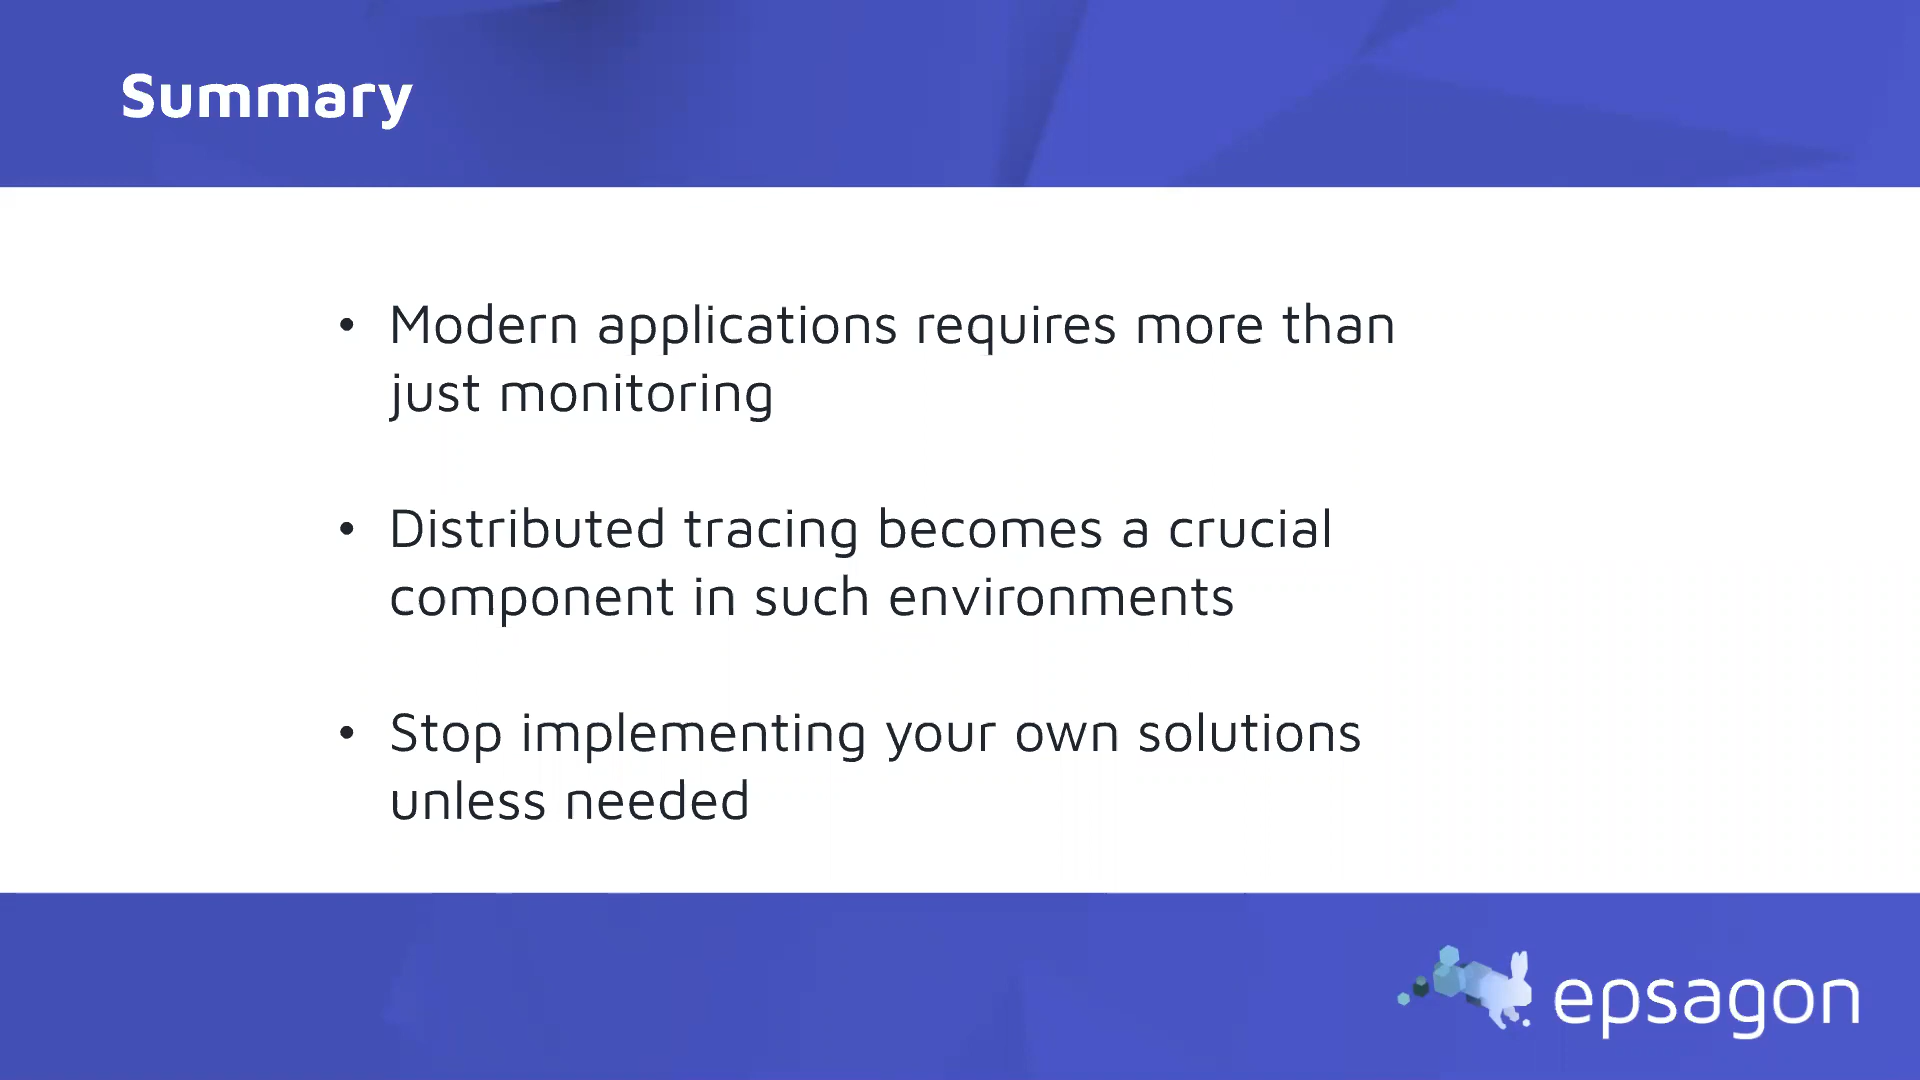 Summary
• Modern applications requires more than
just monitoring
• Distributed tracing becomes a crucial
component in such environments
• Stop implementing your own solutions
unless needed
epsagon